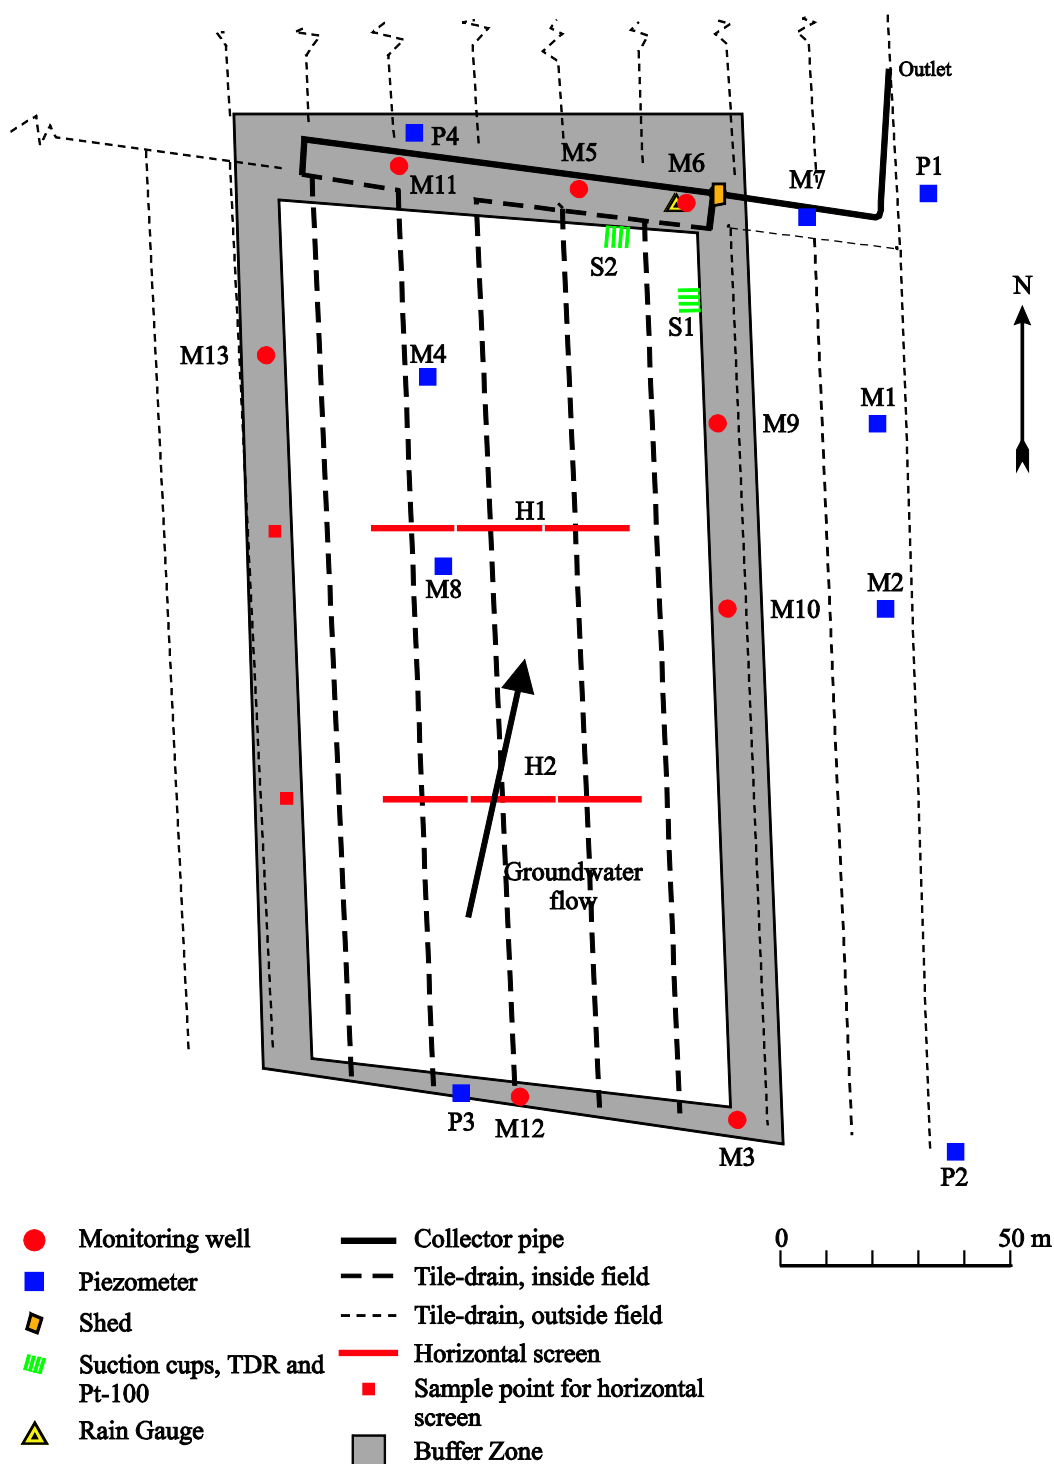 Outlet
P4
M5
M6
M11
M7
P1
S2
S1
N
M13
M4
M1
M9
H1
M8
M2
M10
H2
Groundwater
flow
P3
M12
M3
P2
0 50 m
Monitoring well
Piezometer
Shed
Suction cups, TDR and
Pt-100
Rain Gauge
Collector pipe
Tile-drain, inside field
Tile-drain, outside field
Horizontal screen
Sample point for horizontal
screen
Buffer Zone